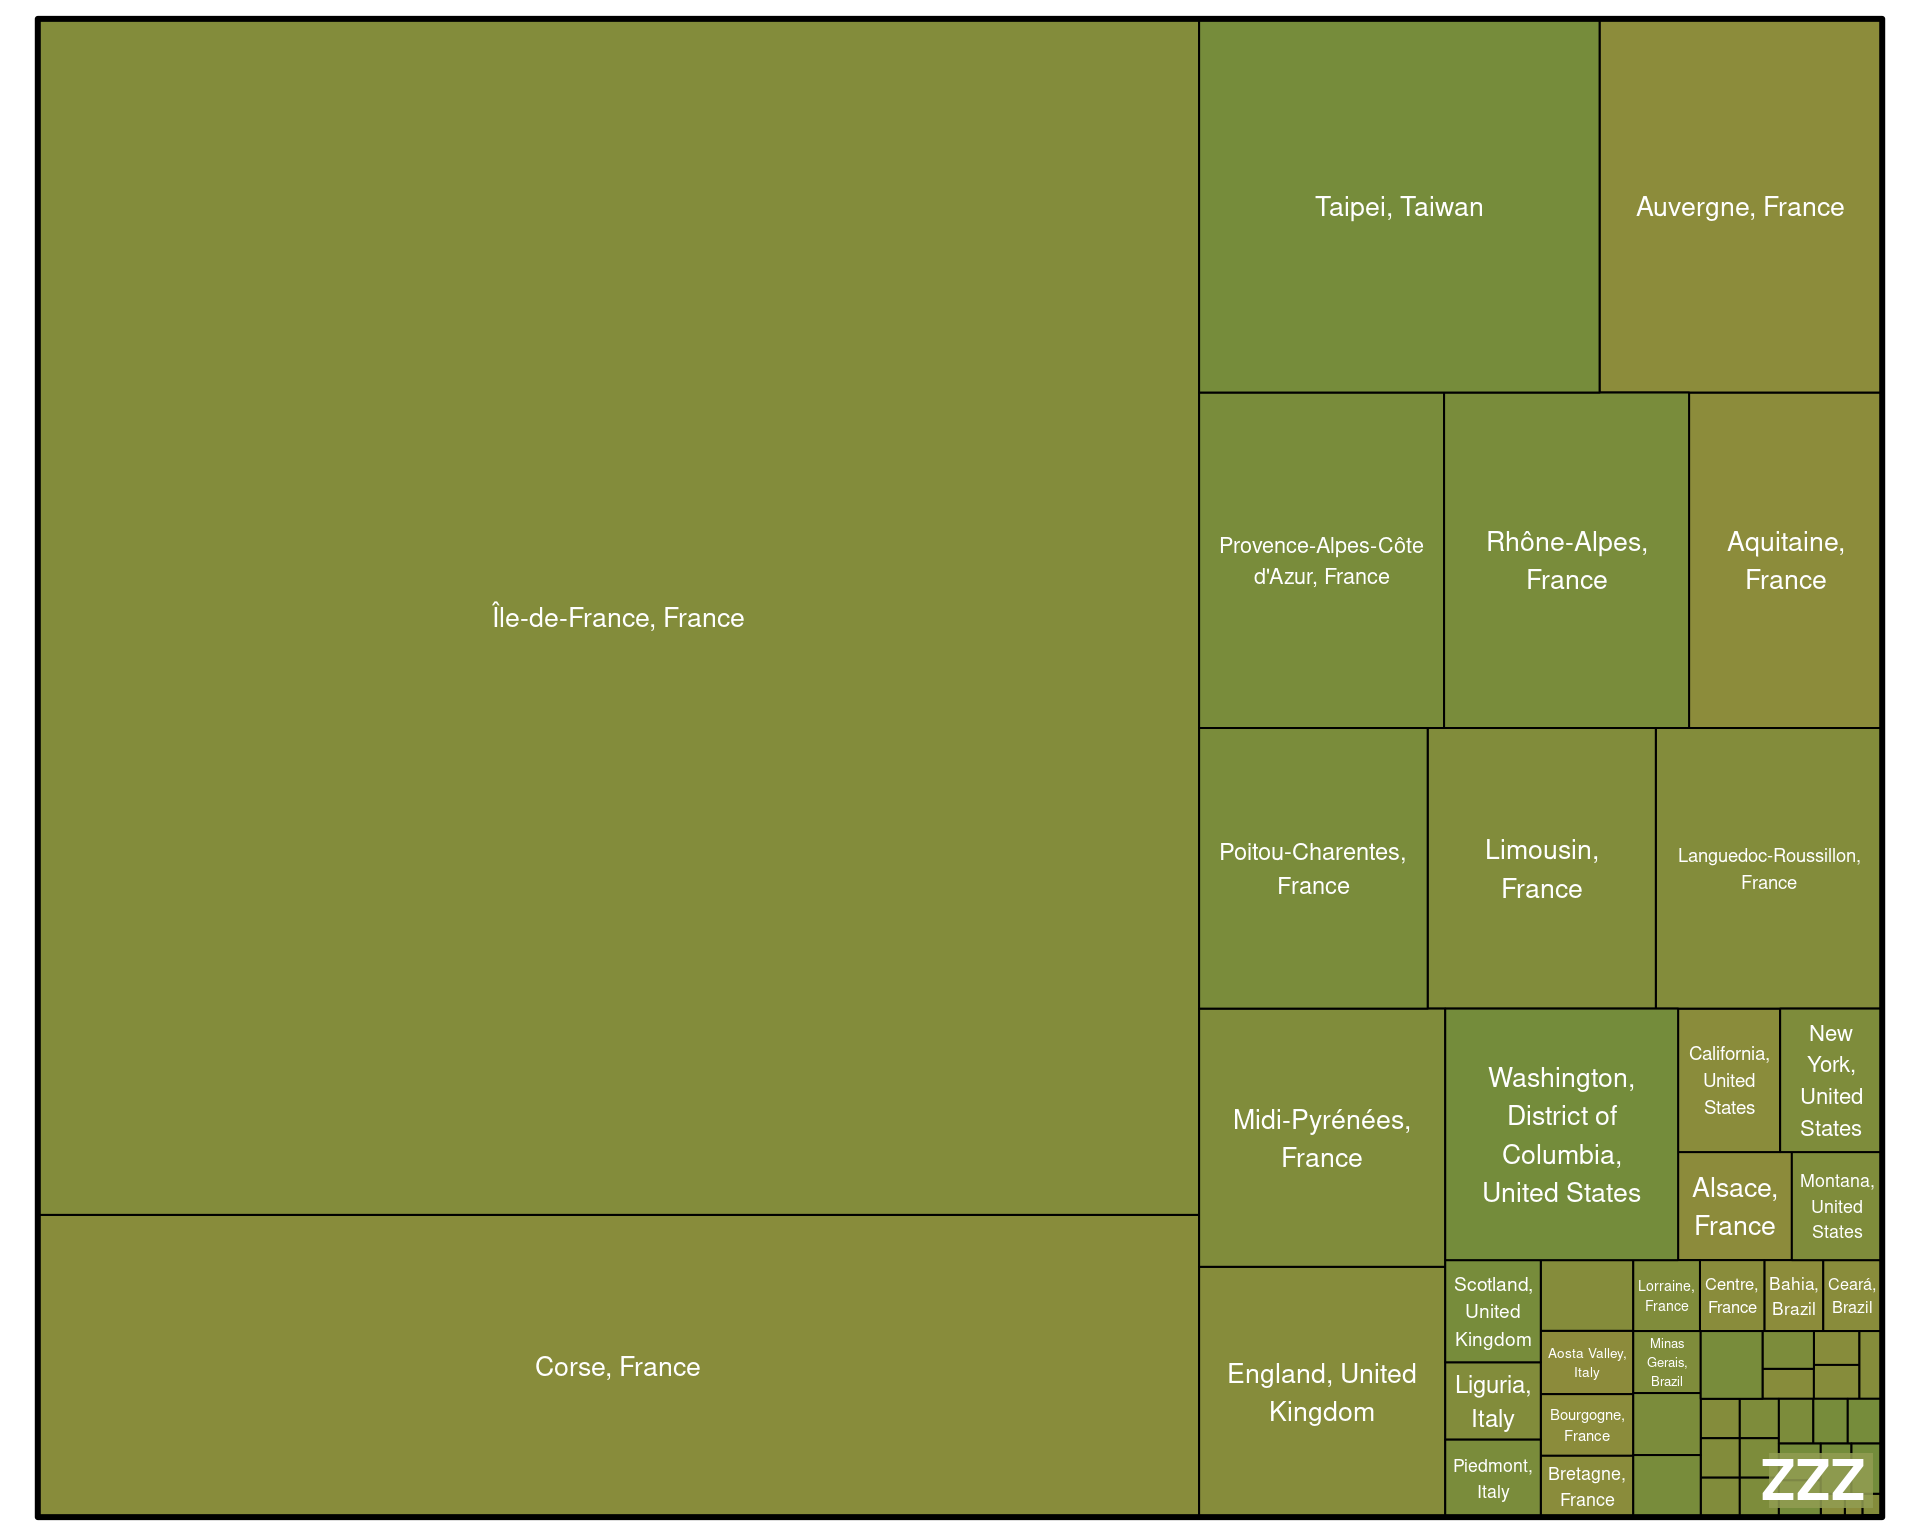 Île-de-France, France
Corse, France
Taipei, Taiwan
Auvergne, France
Provence-Alpes-Côte
d'Azur, France
Rhône-Alpes,
France
Aquitaine,
France
Poitou-Charentes,
France
Limousin,
France
Languedoc-Roussillon,
France
Midi-Pyrénées,
France
England, United
Kingdom
Washington,
District of
Columbia,
United States
California,
United
States
New
York,
United
States
Alsace,
France
Montana,
United
States
Scotland,
United
Kingdom
Liguria,
Italy
Piedmont,
Italy
Aosta Valley,
Italy
Bourgogne,
France
Bretagne,
France
Lorraine,
France
Minas
Gerais,
Brazil
Centre,
France
Bahia,
Brazil
Ceará,
Brazil
ZZZ